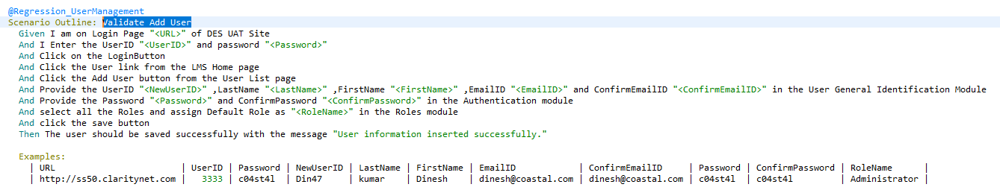 @Regression_UserManagement
Scenario Outline: Validate Add User
Given I am on Login Page "<URL>" of DES UAT Site
And I Enter the UserID "<UserID>" and password "<Password>"
And Click on the LoginButton
And Click the User link from the LMS Home page
And Click the Add User button from the User List page
And Provide the UserID "<NewUserID>" ,LastName "<LastName>" ,FirstName "<FirstName>" ,EmailID "<EmailID>" and ConfirmEmailID "<ConfirmEmailID>" in the User General Identification Module
And Provide the Password "<Password>" and ConfirmPassword "<ConfirmPassword>" in the Authentication module
And select all the Roles and assign Default Role as "<RoleName>" in the Roles module
And click the save button
Then The user should be saved successfully with the message "User information inserted successfully."
Examples:
| URL | UserID | Password | NewUserID | LastName | FirstName | EmailID | ConfirmEmailID | Password | ConfirmPassword | RoleName |
| http://ss50.claritynet.com | 3333 | c04st4l | Din47 | kumar | Dinesh | dinesh@coastal.com | dinesh@coastal.com | c04st4l | c04st4l | Administrator |